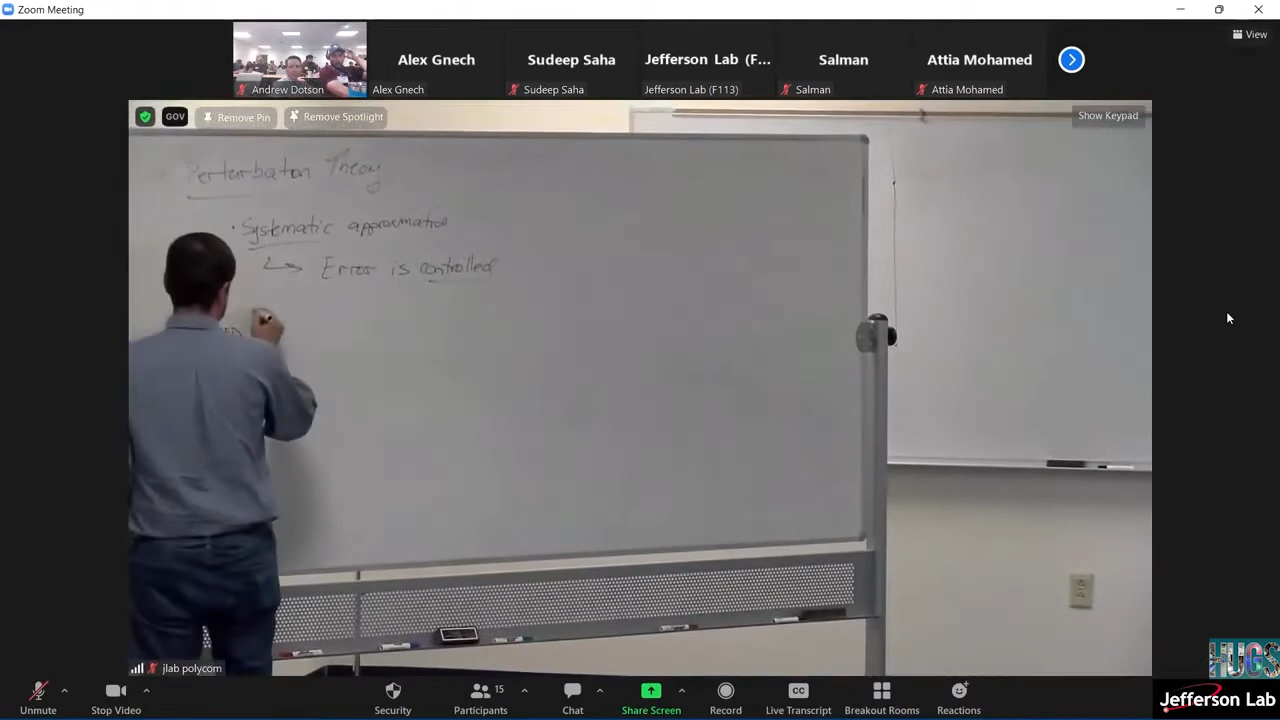 Zoom Meeting
View
Andrew Dotson
Alex Gnech
Alex Gnech
Sudeep Saha
Sudeep Saha
Jefferson Lab (F...
Jefferson Lab (F113)
Salman
Salman
Attia Mohamed
Attia Mohamed
GOV
Remove Pin
Remove Spotlight
Show Keypad
Perturbation Theory
· Systematic approximation
↳ Error is controlled
jlab polycom
Unmute
Stop Video
Security
Participants
15
Chat
Share Screen
Record
Live Transcript
Breakout Rooms
Reactions
HUGS
Jefferson Lab